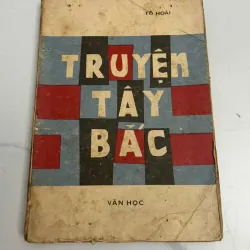 TÔ HOÀI
TRUYỆN
TÂY
BẮC
VĂN HỌC